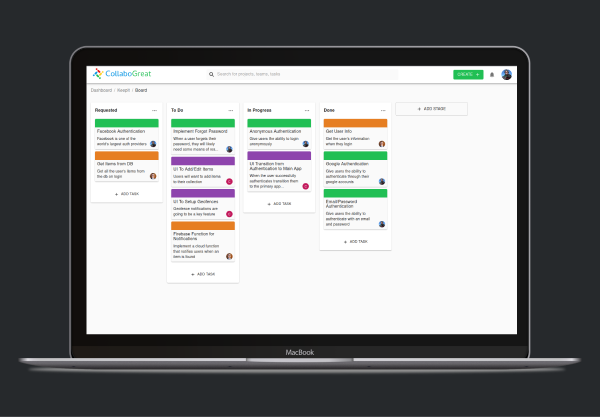 CollaboGreat
Search for projects, teams, tasks
CREATE +
Dashboard / KeepIt / Board
Requested
Facebook Authentication
Facebook is one of the
world's largest auth providers
Get Items from DB
Get all the user's items from
the db on login
+ ADD TASK
To Do
Implement Forgot Password
When a user forgets their
password, they will likely
need some means of res...
UI To Add/Edit Items
Users will want to add items
to their collection
C
UI To Setup Geofences
Geofence notifications are
going to be a key feature
C
Firebase Function for
Notifications
Implement a cloud function
that notifies users when an
item is found
+ ADD TASK
In Progress
Anonymous Authentication
Give users the ability to login
anonymously
UI Transition from
Authentication to Main App
When the user successfully
authenticates transition them
to the primary app...
C
+ ADD TASK
Done
Get User Info
Get the user's information
when they login
Google Authentication
Give users the ability to
authenticate through their
google accounts
Email/Password
Authentication
Give users the ability to
authenticate with an email
and password
+ ADD TASK
+ ADD STAGE
MacBook